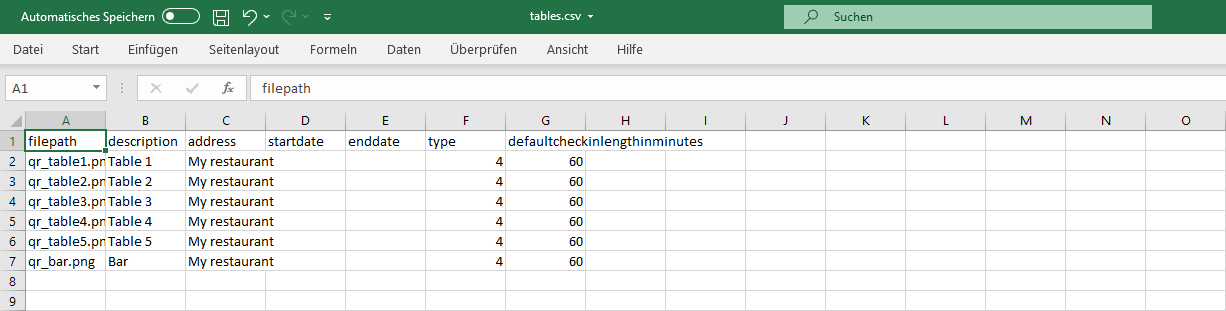 Automatisches Speichern tables.csv Suchen
Datei Start Einfügen Seitenlayout Formeln Daten Überprüfen Ansicht Hilfe
A1 fx filepath
A B C D E F G H I J K L M N O
1 filepath description address startdate enddate type defaultcheckinlengthinminutes
2 qr_table1.pn Table 1 My restaurant 4 60
3 qr_table2.pn Table 2 My restaurant 4 60
4 qr_table3.pn Table 3 My restaurant 4 60
5 qr_table4.pn Table 4 My restaurant 4 60
6 qr_table5.pn Table 5 My restaurant 4 60
7 qr_bar.png Bar My restaurant 4 60
8
9